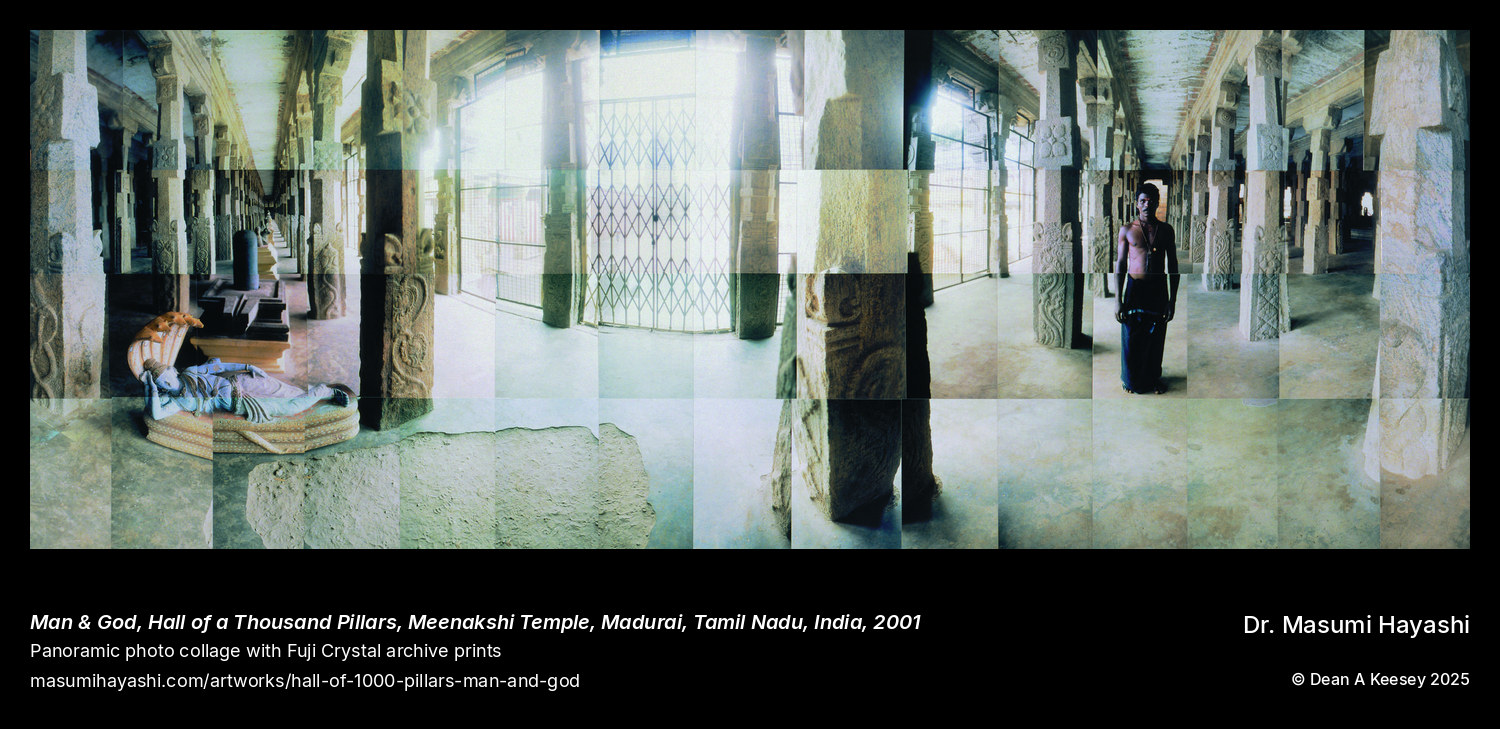 Man & God, Hall of a Thousand Pillars, Meenakshi Temple, Madurai, Tamil Nadu, India, 2001
Panoramic photo collage with Fuji Crystal archive prints
masumihayashi.com/artworks/hall-of-1000-pillars-man-and-god
Dr. Masumi Hayashi
© Dean A Keesey 2025